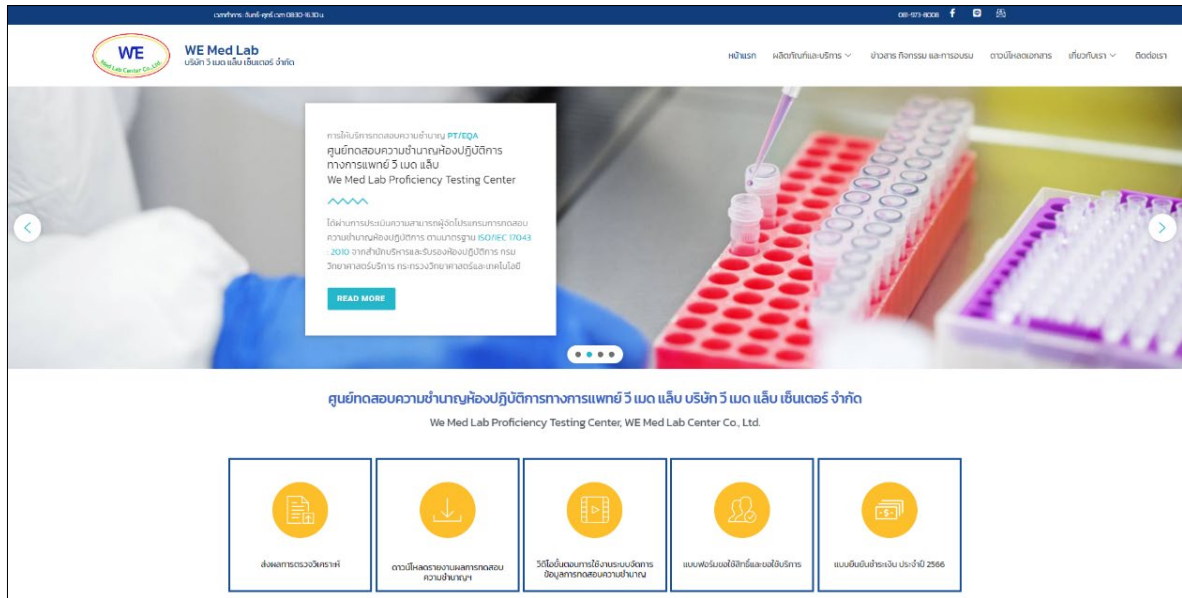 เวลาทำการ: จันทร์-ศุกร์ เวลา 08:30-16.30 น.
081-973-8008
WE
Med Lab Center Co.,Ltd.
WE Med Lab
บริษัท วี เมด แล็บ เซ็นเตอร์ จำกัด
หน้าแรก ผลิตภัณฑ์และบริการ ข่าวสาร กิจกรรม และการอบรม ดาวน์โหลดเอกสาร เกี่ยวกับเรา ติดต่อเรา
การให้บริการทดสอบความชำนาญ PT/EQA
ศูนย์ทดสอบความชำนาญห้องปฏิบัติการ
ทางการแพทย์ วี เมด แล็บ
We Med Lab Proficiency Testing Center
ได้ผ่านการประเมินความสามารถผู้จัดโปรแกรมการทดสอบ
ความชำนาญห้องปฏิบัติการ ตามมาตรฐาน ISO/IEC 17043
: 2010 จากสำนักบริหารและรับรองห้องปฏิบัติการ กรม
วิทยาศาสตร์บริการ กระทรวงวิทยาศาสตร์และเทคโนโลยี
READ MORE
ศูนย์ทดสอบความชำนาญห้องปฏิบัติการทางการแพทย์ วี เมด แล็บ บริษัท วี เมด แล็บ เซ็นเตอร์ จำกัด
We Med Lab Proficiency Testing Center, WE Med Lab Center Co., Ltd.
ส่งผลการตรวจวิเคราะห์
ดาวน์โหลดรายงานผลการทดสอบ
ความชำนาญฯ
วิดีโอขั้นตอนการใช้งานระบบจัดการ
ข้อมูลการทดสอบความชำนาญ
แบบฟอร์มขอใช้สิทธิ์และขอใช้บริการ
แบบยืนยันชำระเงิน ประจำปี 2566